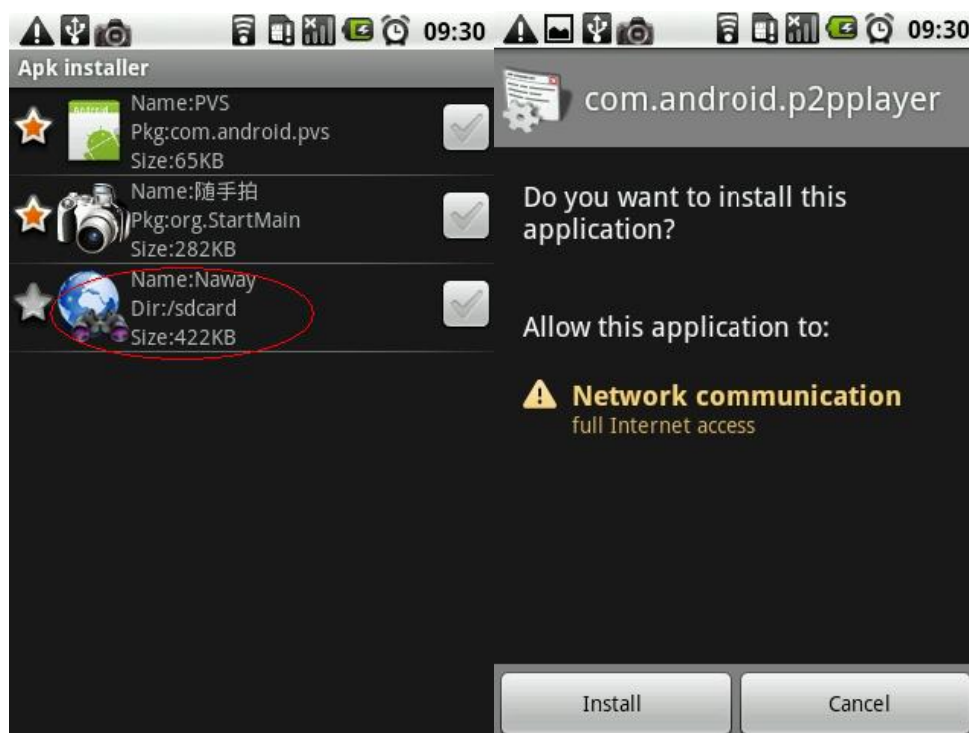 09:30
Apk installer
Name:PVS
Pkg:com.android.pvs
Size:65KB
Name:随手拍
Pkg:org.StartMain
Size:282KB
Name:Naway
Dir:/sdcard
Size:422KB
09:30
com.android.p2pplayer
Do you want to install this
application?
Allow this application to:
Network communication
full Internet access
Install
Cancel